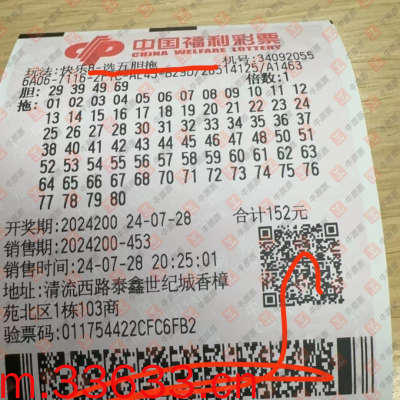 中国福利彩票
CHINA WELFARE LOTTERY
玩法:快乐8-选五胆拖 机号:34092055
倍数:1
胆: 29 39 49 69
拖: 01 02 03 04 05 06 07 08 09 10 11 12
13 14 15 16 17 18 19 20 21 22 23 24 25
26 27 28 30 31 32 33 34 35 36 37
38 40 41 42 43 44 45 46 47 48 50 51
52 53 54 55 56 57 58 59 60 61 62 63
64 65 66 67 68 70 71 72 73 74 75 76
77 78 79 80
开奖期:2024200 24-07-28 合计152元
销售期:2024200-453
销售时间:24-07-28 20:25:01
地址:清流西路泰鑫世纪城香樟
苑北区1栋103商
验票码:011754422CFC6FB2
m.33633.cn